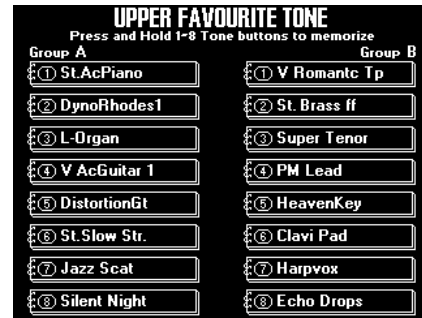 UPPER FAVOURITE TONE
Press and Hold 1~8 Tone buttons to memorize
Group A
Group B
① St.AcPiano
② DynoRhodes1
③ L-Organ
④ V AcGuitar 1
⑤ DistortionGt
⑥ St.Slow Str.
⑦ Jazz Scat
⑧ Silent Night
① V Romantc Tp
② St. Brass ff
③ Super Tenor
④ PM Lead
⑤ HeavenKey
⑥ Clavi Pad
⑦ Harpvox
⑧ Echo Drops